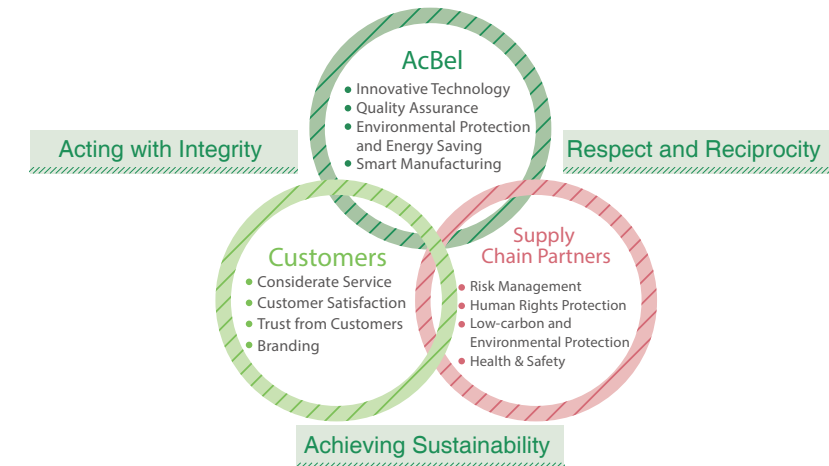 AcBel
• Innovative Technology
• Quality Assurance
• Environmental Protection
and Energy Saving
• Smart Manufacturing
Acting with Integrity
Respect and Reciprocity
Customers
• Considerate Service
• Customer Satisfaction
• Trust from Customers
• Branding
Supply
Chain Partners
• Risk Management
• Human Rights Protection
• Low-carbon and
Environmental Protection
• Health & Safety
Achieving Sustainability